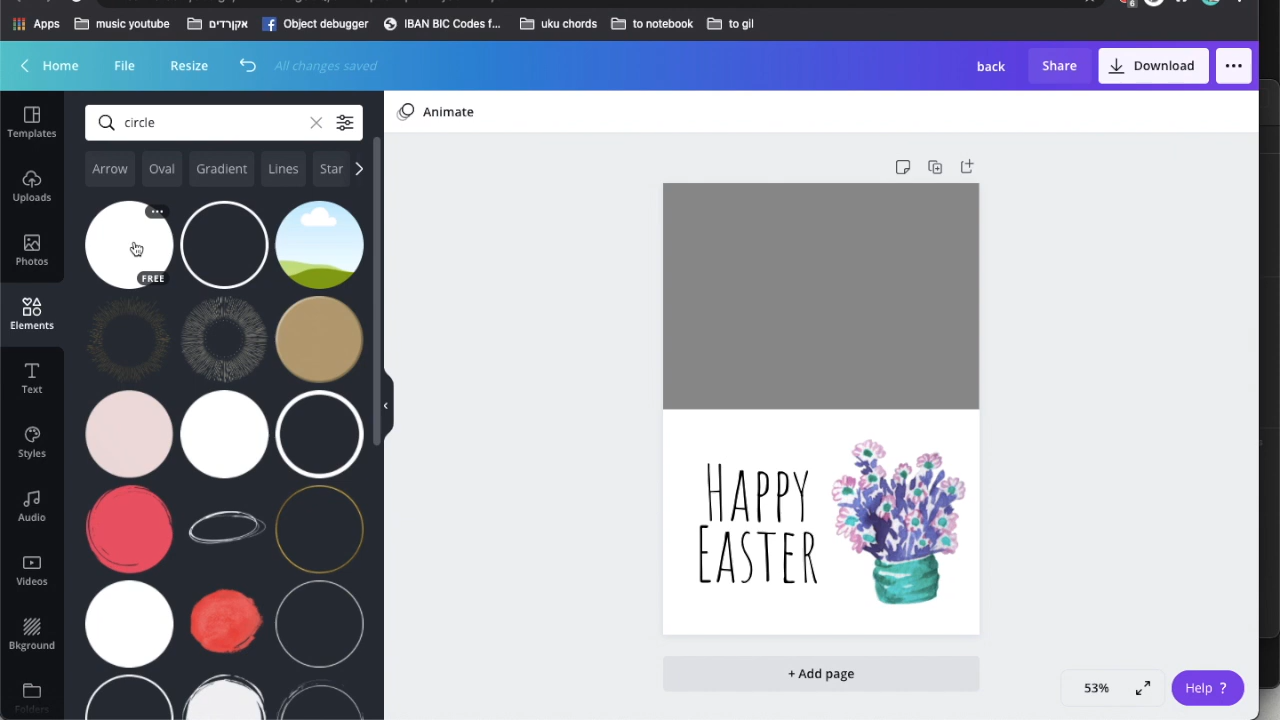 6
Apps
music youtube
אקורדים
Object debugger
IBAN BIC Codes f...
uku chords
to notebook
to gil
Home
File
Resize
All changes saved
back
Share
Download
Templates
Uploads
Photos
Elements
Text
Styles
Audio
Videos
Bkground
Folders
circle
Arrow
Oval
Gradient
Lines
Star
FREE
Animate
HAPPY
EASTER
+ Add page
53%
Help ?